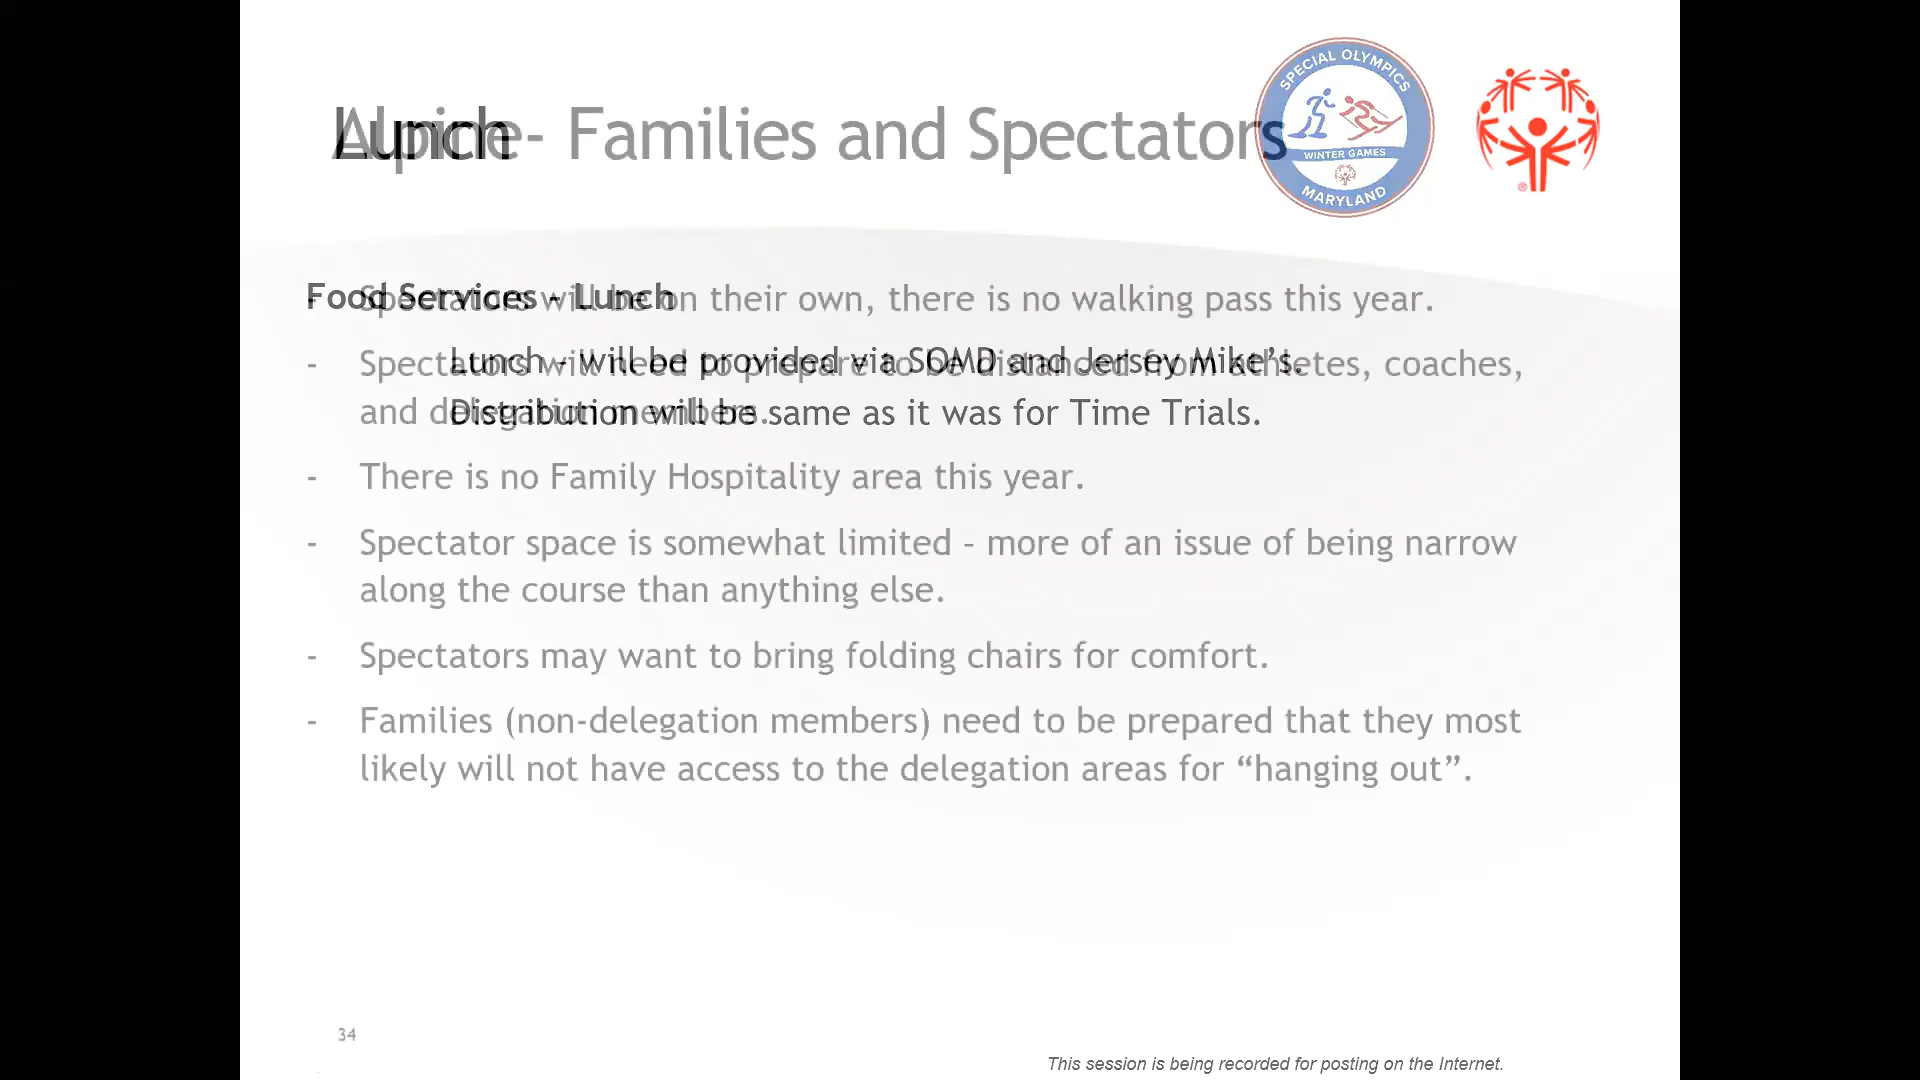 Lunch
Alpine - Families and Spectators
SPECIAL OLYMPICS
WINTER GAMES
MARYLAND
Food Services - Lunch
- Spectators will be on their own, there is no walking pass this year.
Lunch - will be provided via SOMD and Jersey Mike's.
- Spectators will need to prepare to be distanced from athletes, coaches,
Distribution will be same as it was for Time Trials.
and delegation members.
- There is no Family Hospitality area this year.
- Spectator space is somewhat limited – more of an issue of being narrow
along the course than anything else.
- Spectators may want to bring folding chairs for comfort.
- Families (non-delegation members) need to be prepared that they most
likely will not have access to the delegation areas for “hanging out”.
34
This session is being recorded for posting on the Internet.